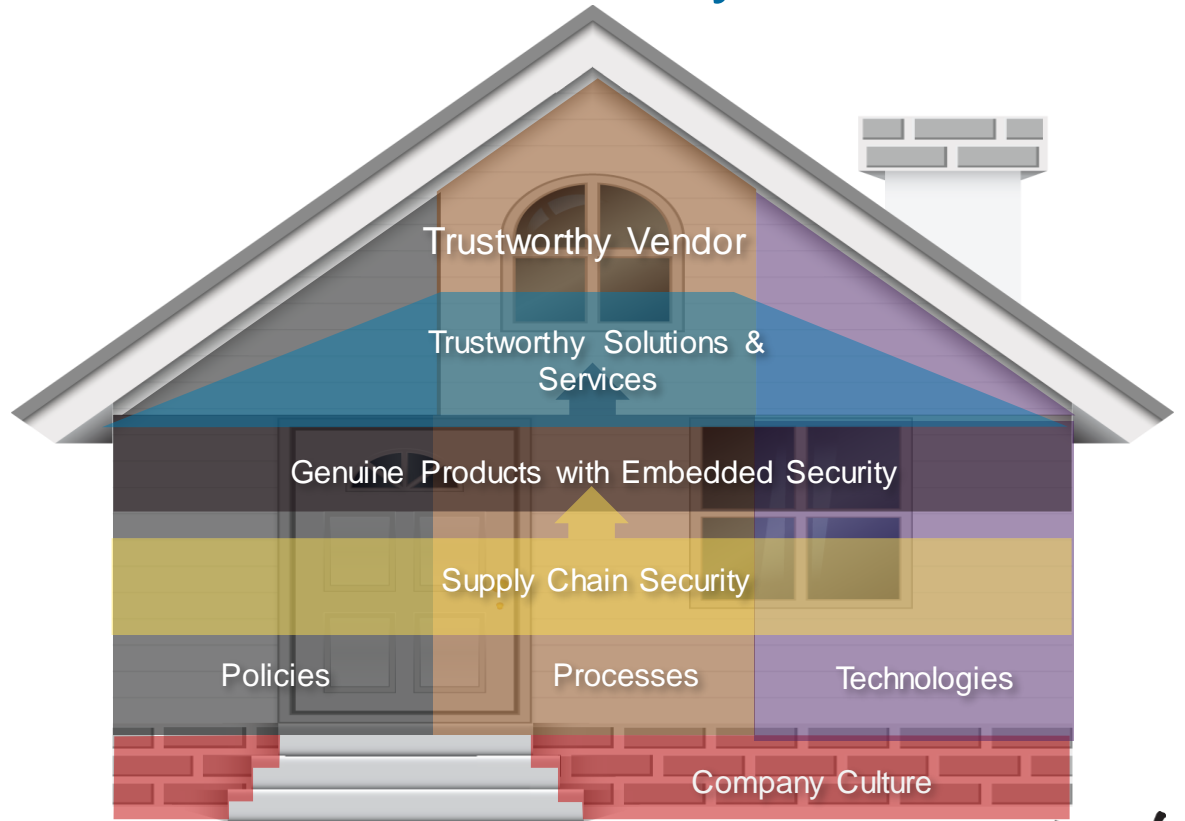 Trustworthy Vendor
Trustworthy Solutions &
Services
Genuine Products with Embedded Security
Supply Chain Security
Policies
Processes
Technologies
Company Culture